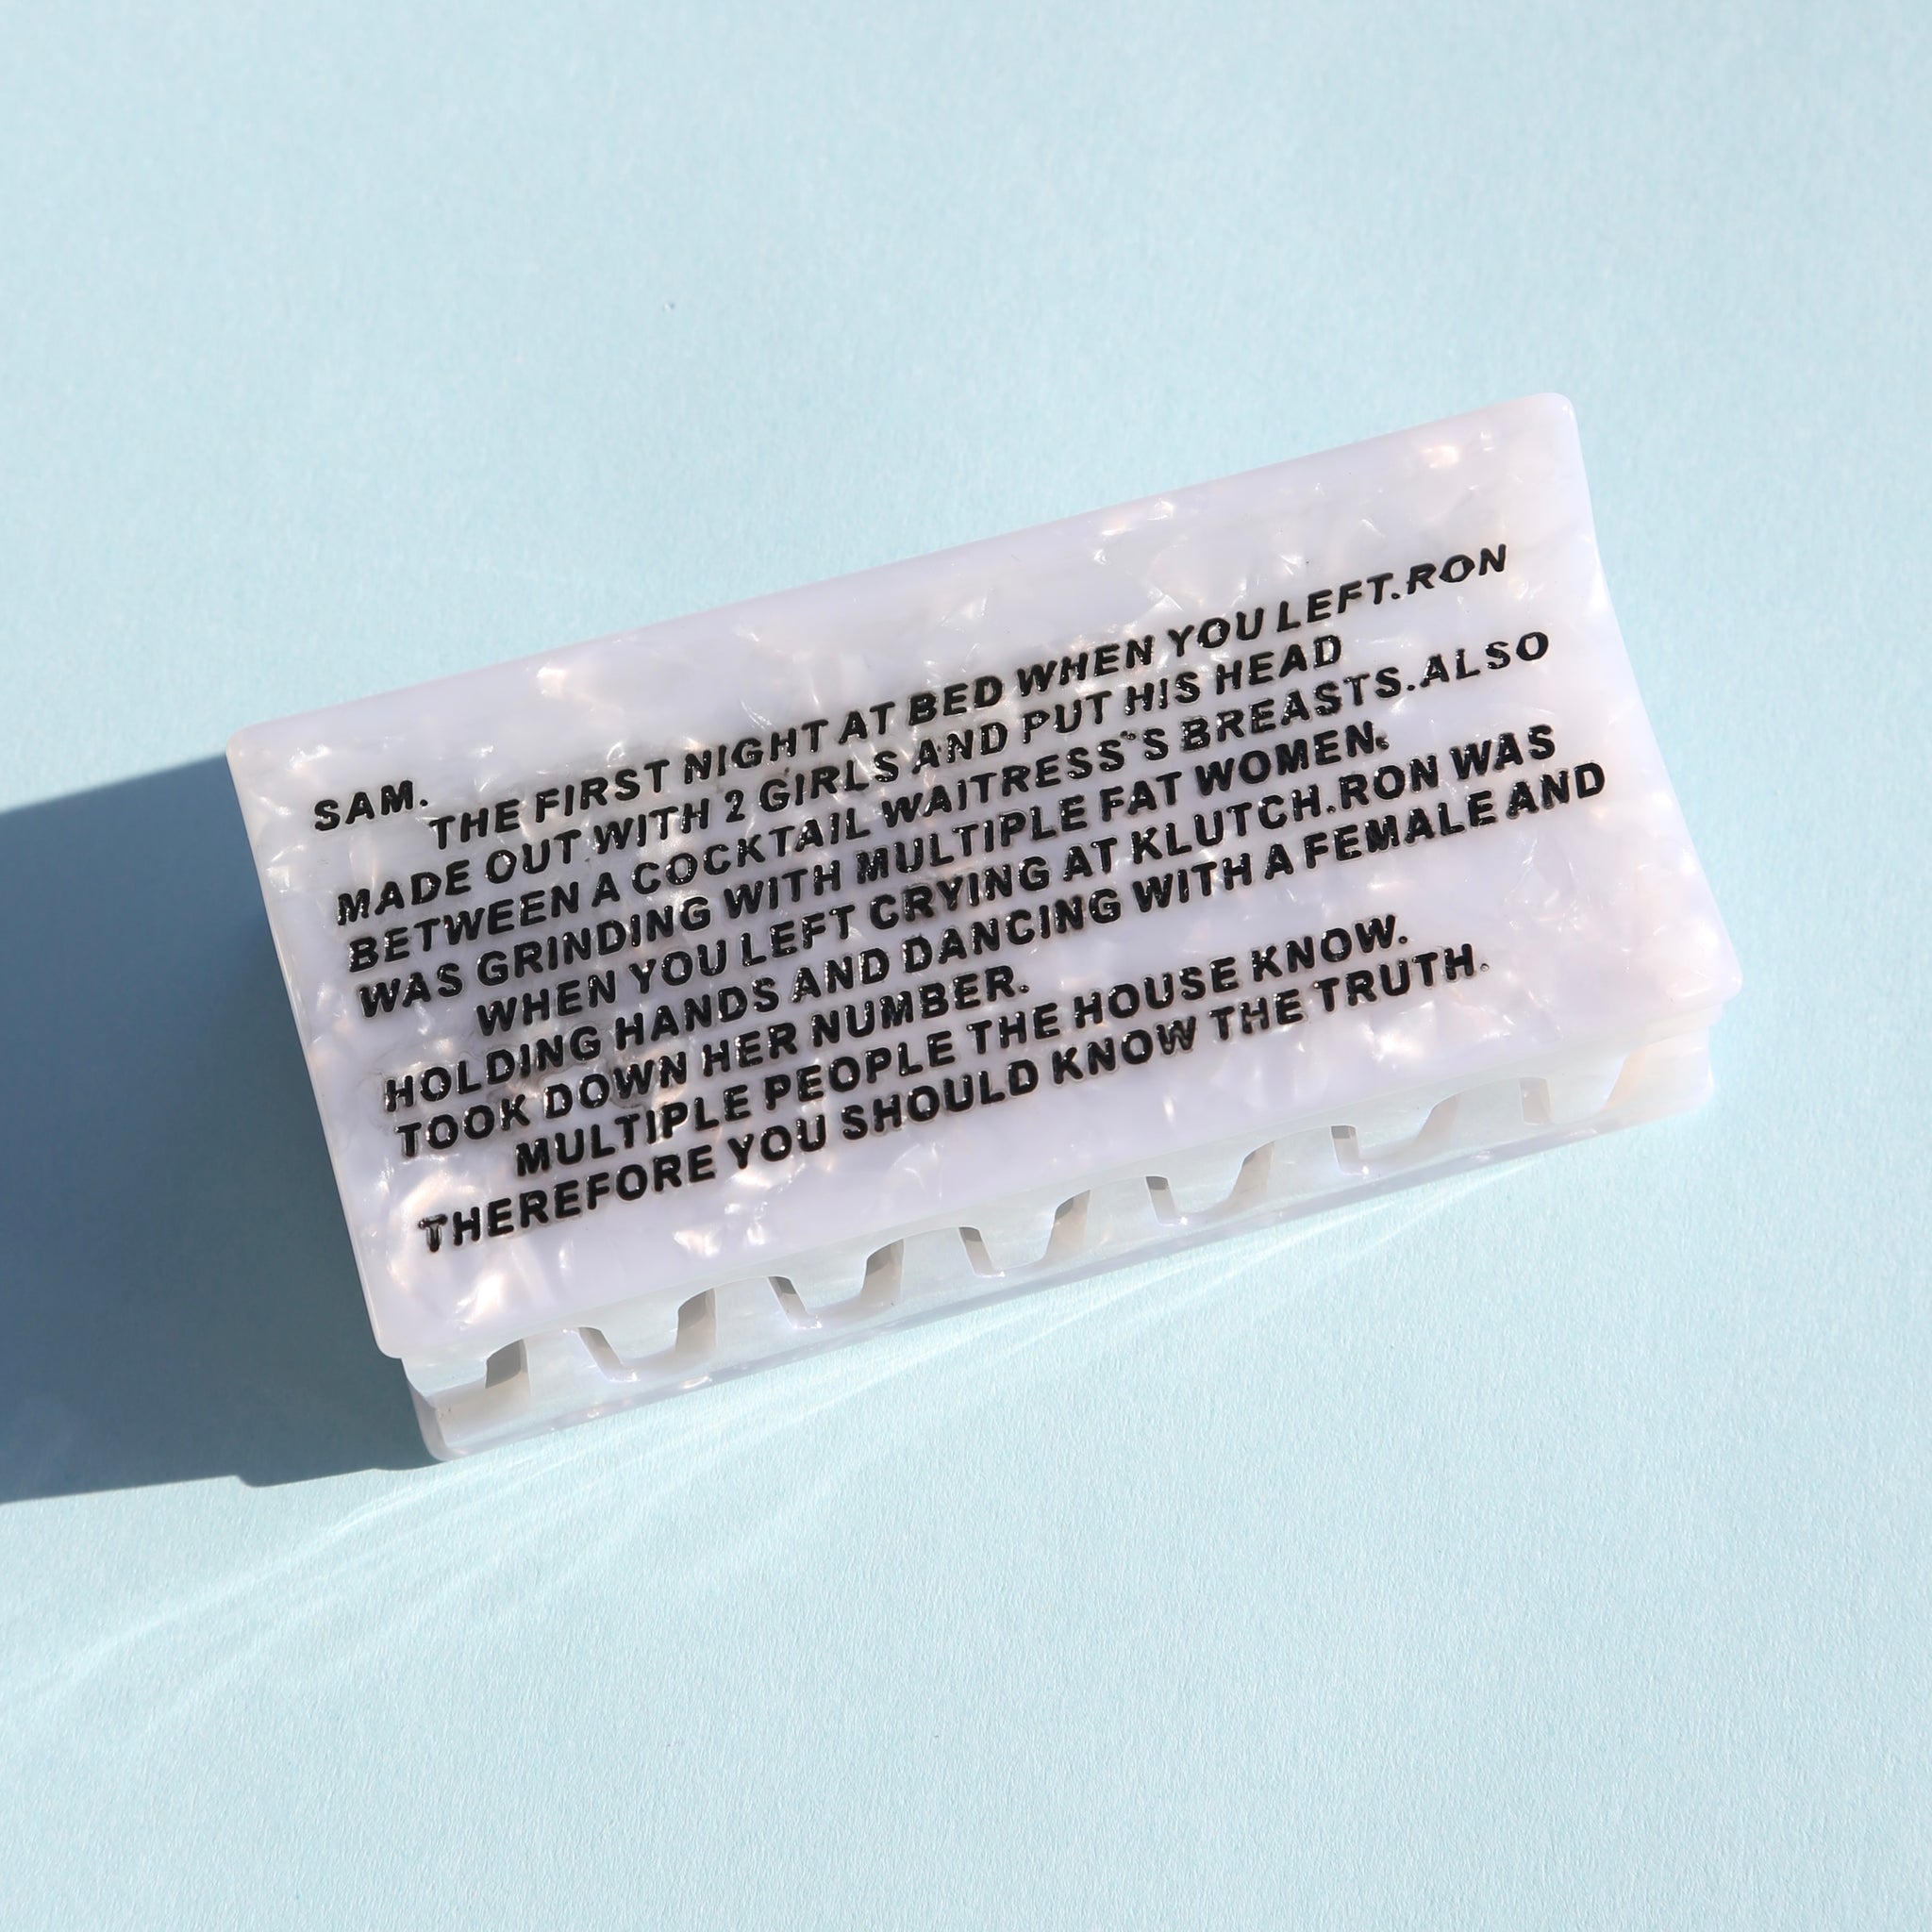 SAM.
THE FIRST NIGHT AT BED WHEN YOU LEFT.RON
MADE OUT WITH 2 GIRLS AND PUT HIS HEAD
BETWEEN A COCKTAIL WAITRESS"S BREASTS.ALSO
WAS GRINDING WITH MULTIPLE FAT WOMEN.
WHEN YOU LEFT CRYING AT KLUTCH.RON WAS
HOLDING HANDS AND DANCING WITH A FEMALE AND
TOOK DOWN HER NUMBER.
MULTIPLE PEOPLE THE HOUSE KNOW.
THEREFORE YOU SHOULD KNOW THE TRUTH.